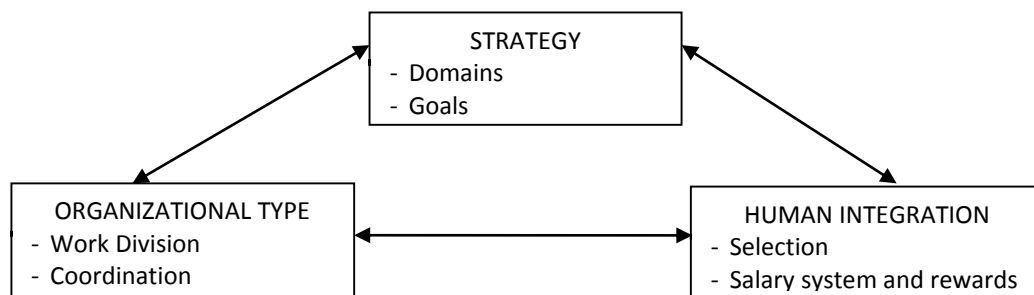 STRATEGY
- Domains
- Goals
ORGANIZATIONAL TYPE
- Work Division
- Coordination
HUMAN INTEGRATION
- Selection
- Salary system and rewards